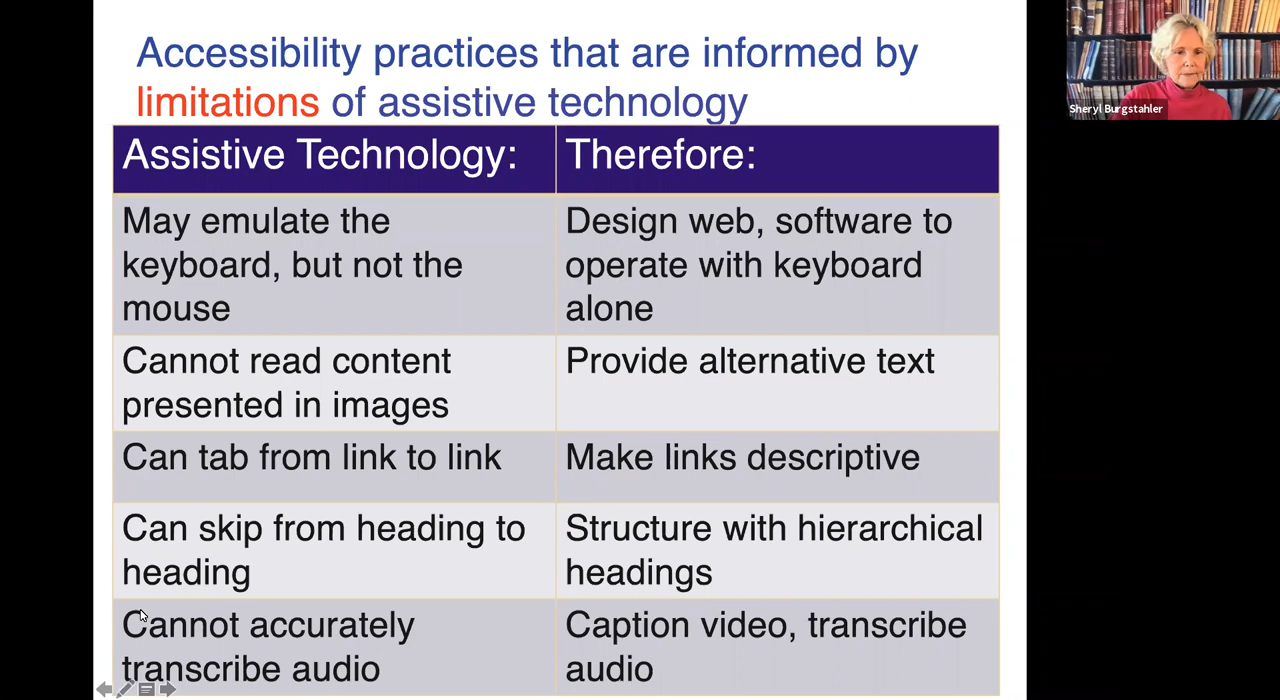 Accessibility practices that are informed by
limitations of assistive technology
Sheryl Burgstahler
Assistive Technology:
Therefore:
May emulate the
keyboard, but not the
mouse
Design web, software to
operate with keyboard
alone
Cannot read content
presented in images
Provide alternative text
Can tab from link to link
Make links descriptive
Can skip from heading to
heading
Structure with hierarchical
headings
Cannot accurately
transcribe audio
Caption video, transcribe
audio